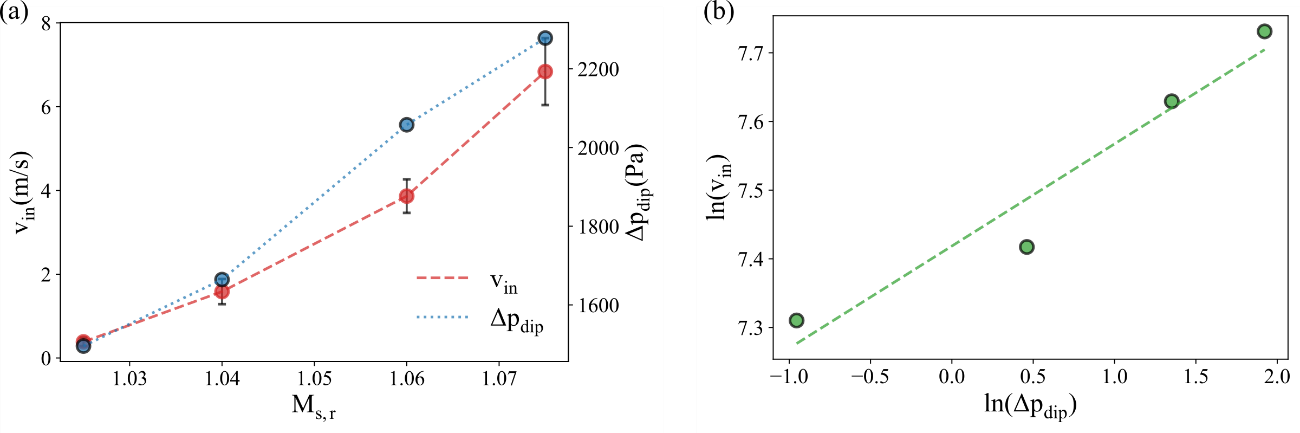 (a)
8
6
4
2
0
v_in(m/s)
2200
2000
1800
1600
Δp_dip(Pa)
v_in
Δp_dip
1.03 1.04 1.05 1.06 1.07
M_s,r
(b)
7.7
7.6
7.5
7.4
7.3
ln(v_in)
−1.0 −0.5 0.0 0.5 1.0 1.5 2.0
ln(Δp_dip)